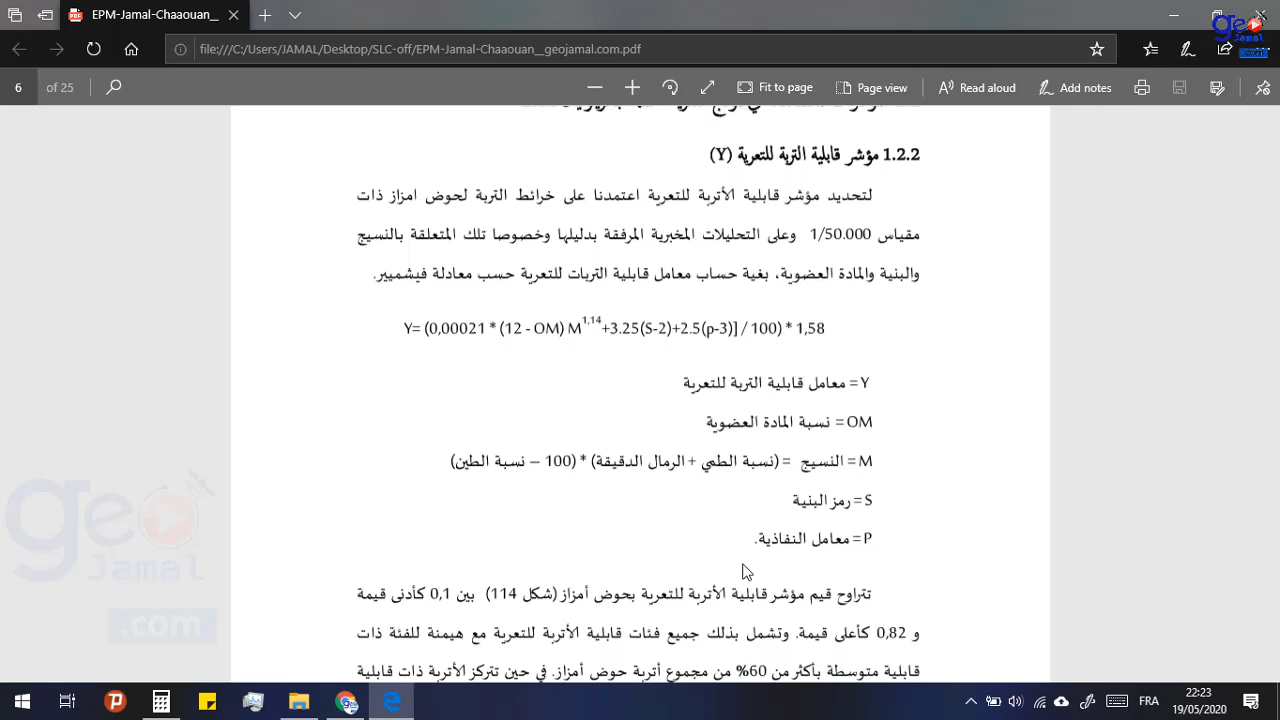 EPM-Jamal-Chaaouan
geo
Jamal
.com
file:///C:/Users/JAMAL/Desktop/SLC-off/EPM-Jamal-Chaaouan__geojamal.com.pdf
6 of 25
Fit to page
Page view
Read aloud
Add notes
1.2.2 مؤشر قابلية التربة للتعرية (Y)
لتحديد مؤشر قابلية الأتربة للتعرية اعتمدنا على خرائط التربة لحوض امزاز ذات
مقياس 1/50.000 وعلى التحليلات المخبرية المرفقة بدليلها وخصوصا تلك المتعلقة بالنسيج
والبنية والمادة العضوية، بغية حساب معامل قابلية التربات للتعرية حسب معادلة فيشميير.
Y= (0,00021 * (12 - OM) M^1,14+3.25(S-2)+2.5(p-3)] / 100) * 1,58
Y = معامل قابلية التربة للتعرية
OM = نسبة المادة العضوية
M = النسيج = (نسبة الطمي + الرمال الدقيقة) * (100 – نسبة الطين)
S = رمز البنية
P = معامل النفاذية.
تتراوح قيم مؤشر قابلية الأتربة للتعرية بحوض أمزاز (شكل 114) بين 0,1 كأدنى قيمة
و 0,82 كأعلى قيمة. وتشمل بذلك جميع فئات قابلية الأتربة للتعرية مع هيمنة للفئة ذات
قابلية متوسطة بأكثر من 60% من مجموع أتربة حوض أمزاز. في حين تتركز الأتربة ذات قابلية
geo
Jamal
.com
FRA
22:23
19/05/2020